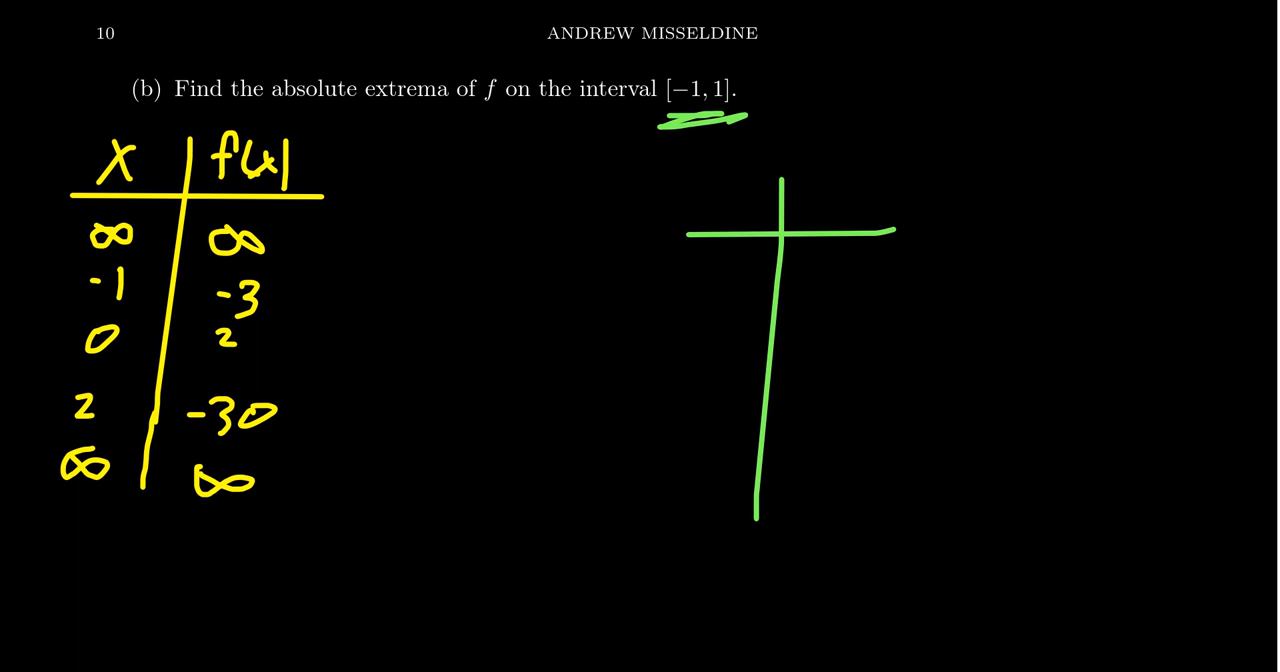 10 ANDREW MISSELDINE
(b) Find the absolute extrema of f on the interval [−1, 1].
x f(x)
∞ ∞
-1 -3
0 2
2 -30
∞ ∞